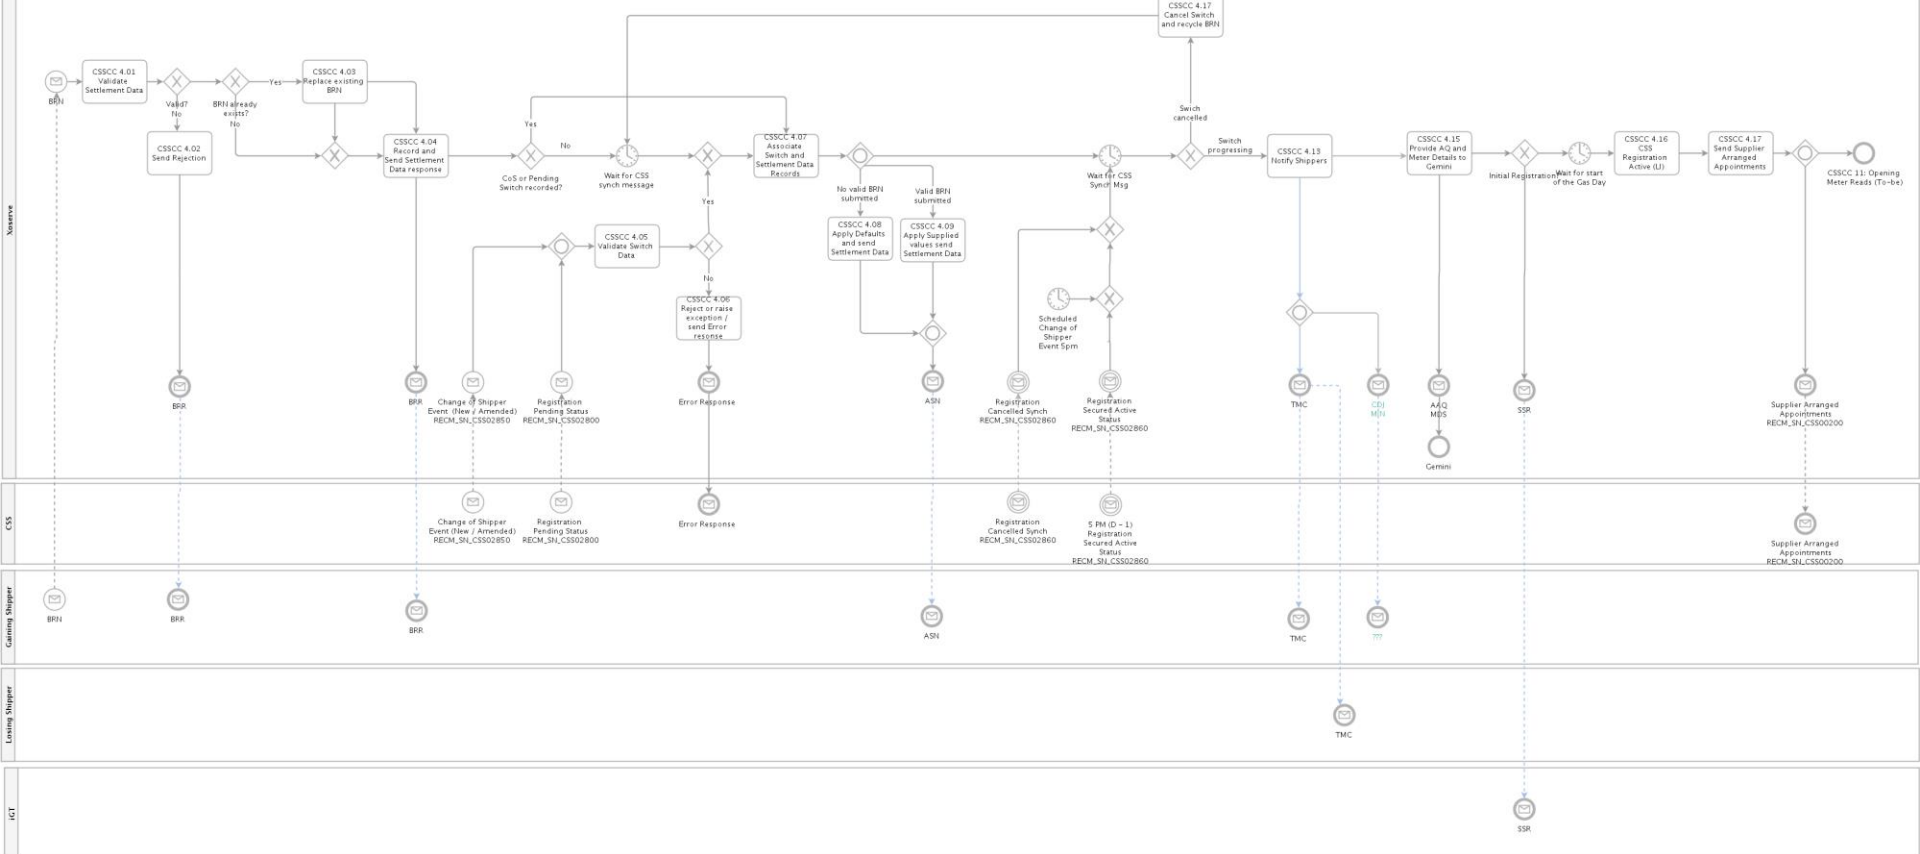 CSSCC 4.17
Cancel Switch
and recycle BRN
Xoserve
BRN
CSSCC 4.01
Validate
Settlement Data
Valid?
No
CSSCC 4.02
Send Rejection
BRN already
exists?
No
Yes
CSSCC 4.03
Replace existing
BRN
CSSCC 4.04
Record and
Send Settlement
Data response
Yes
No
CoS or Pending
Switch recorded?
Wait for CSS
synch message
CSSCC 4.07
Associate
Switch and
Settlement Data
Records
Yes
CSSCC 4.05
Validate Switch
Data
No
CSSCC 4.06
Reject or raise
exception /
send Error
resonse
No valid BRN
submitted
Valid BRN
submitted
CSSCC 4.08
Apply Defaults
and send
Settlement Data
CSSCC 4.09
Apply Supplied
values send
Settlement Data
Wait for CSS
Synch Msg
Scheduled
Change of
Shipper
Event 5pm
Swich
cancelled
Switch
progressing
CSSCC 4.13
Notify Shippers
CSSCC 4.15
Provide AQ and
Meter Details to
Gemini
Initial Registration?
Wait for start
of the Gas Day
CSSCC 4.16
CSS
Registration
Active (LI)
CSSCC 4.17
Send Supplier
Arranged
Appointments
CSSCC 11: Opening
Meter Reads (To-be)
BRR
BRR
Change of Shipper
Event (New / Amended)
RECM_SN_CSS02850
Registration
Pending Status
RECM_SN_CSS02800
Error Response
ASN
Registration
Cancelled Synch
RECM_SN_CSS02860
Registration
Secured Active
Status
RECM_SN_CSS02860
TMC
AAQ
MDS
Gemini
SSR
Supplier Arranged
Appointments
RECM_SN_CSS00200
CSS
Change of Shipper
Event (New / Amended)
RECM_SN_CSS02850
Registration
Pending Status
RECM_SN_CSS02800
Error Response
Registration
Cancelled Synch
RECM_SN_CSS02860
5 PM (D - 1)
Registration
Secured Active
Status
RECM_SN_CSS02860
Supplier Arranged
Appointments
RECM_SN_CSS00200
Gaining Shipper
BRN
BRR
BRR
ASN
TMC
???
Losing Shipper
TMC
iGT
SSR